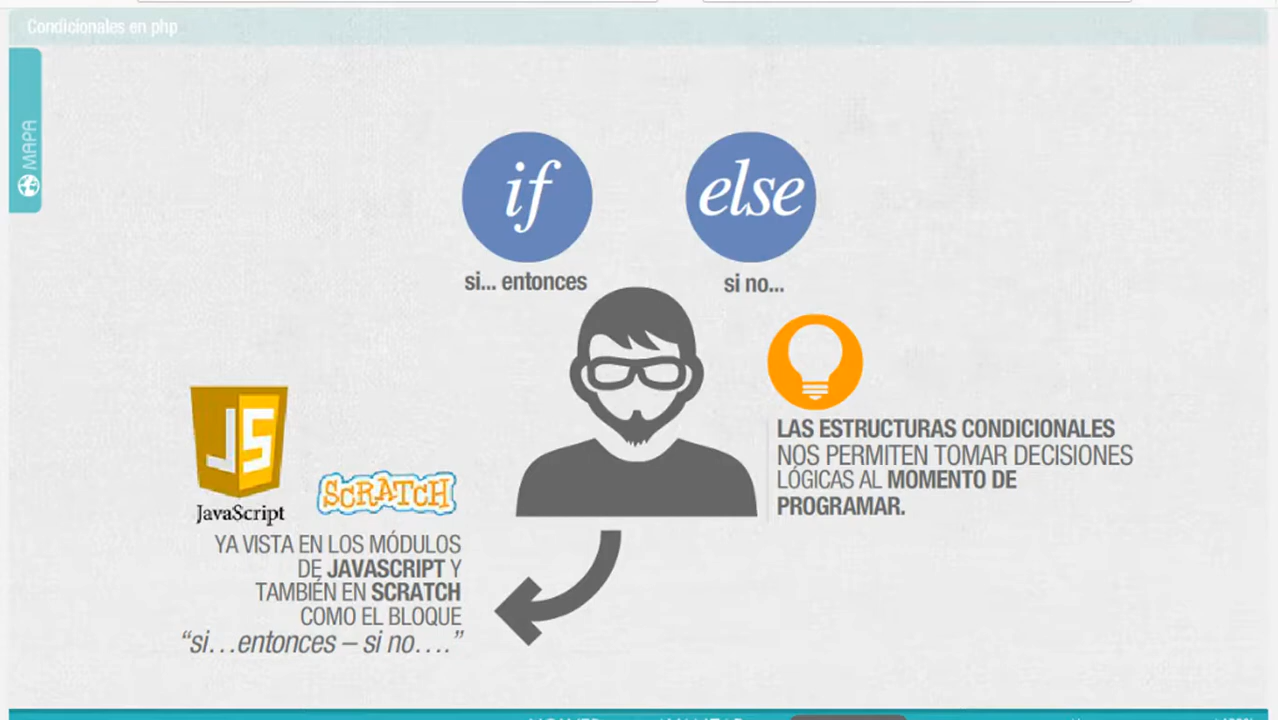 Condicionales en php
MAPA
if
else
si... entonces
si no...
LAS ESTRUCTURAS CONDICIONALES
NOS PERMITEN TOMAR DECISIONES
LÓGICAS AL MOMENTO DE
PROGRAMAR.
JS
JavaScript
SCRATCH
YA VISTA EN LOS MÓDULOS
DE JAVASCRIPT Y
TAMBIÉN EN SCRATCH
COMO EL BLOQUE
“si…entonces – si no….”